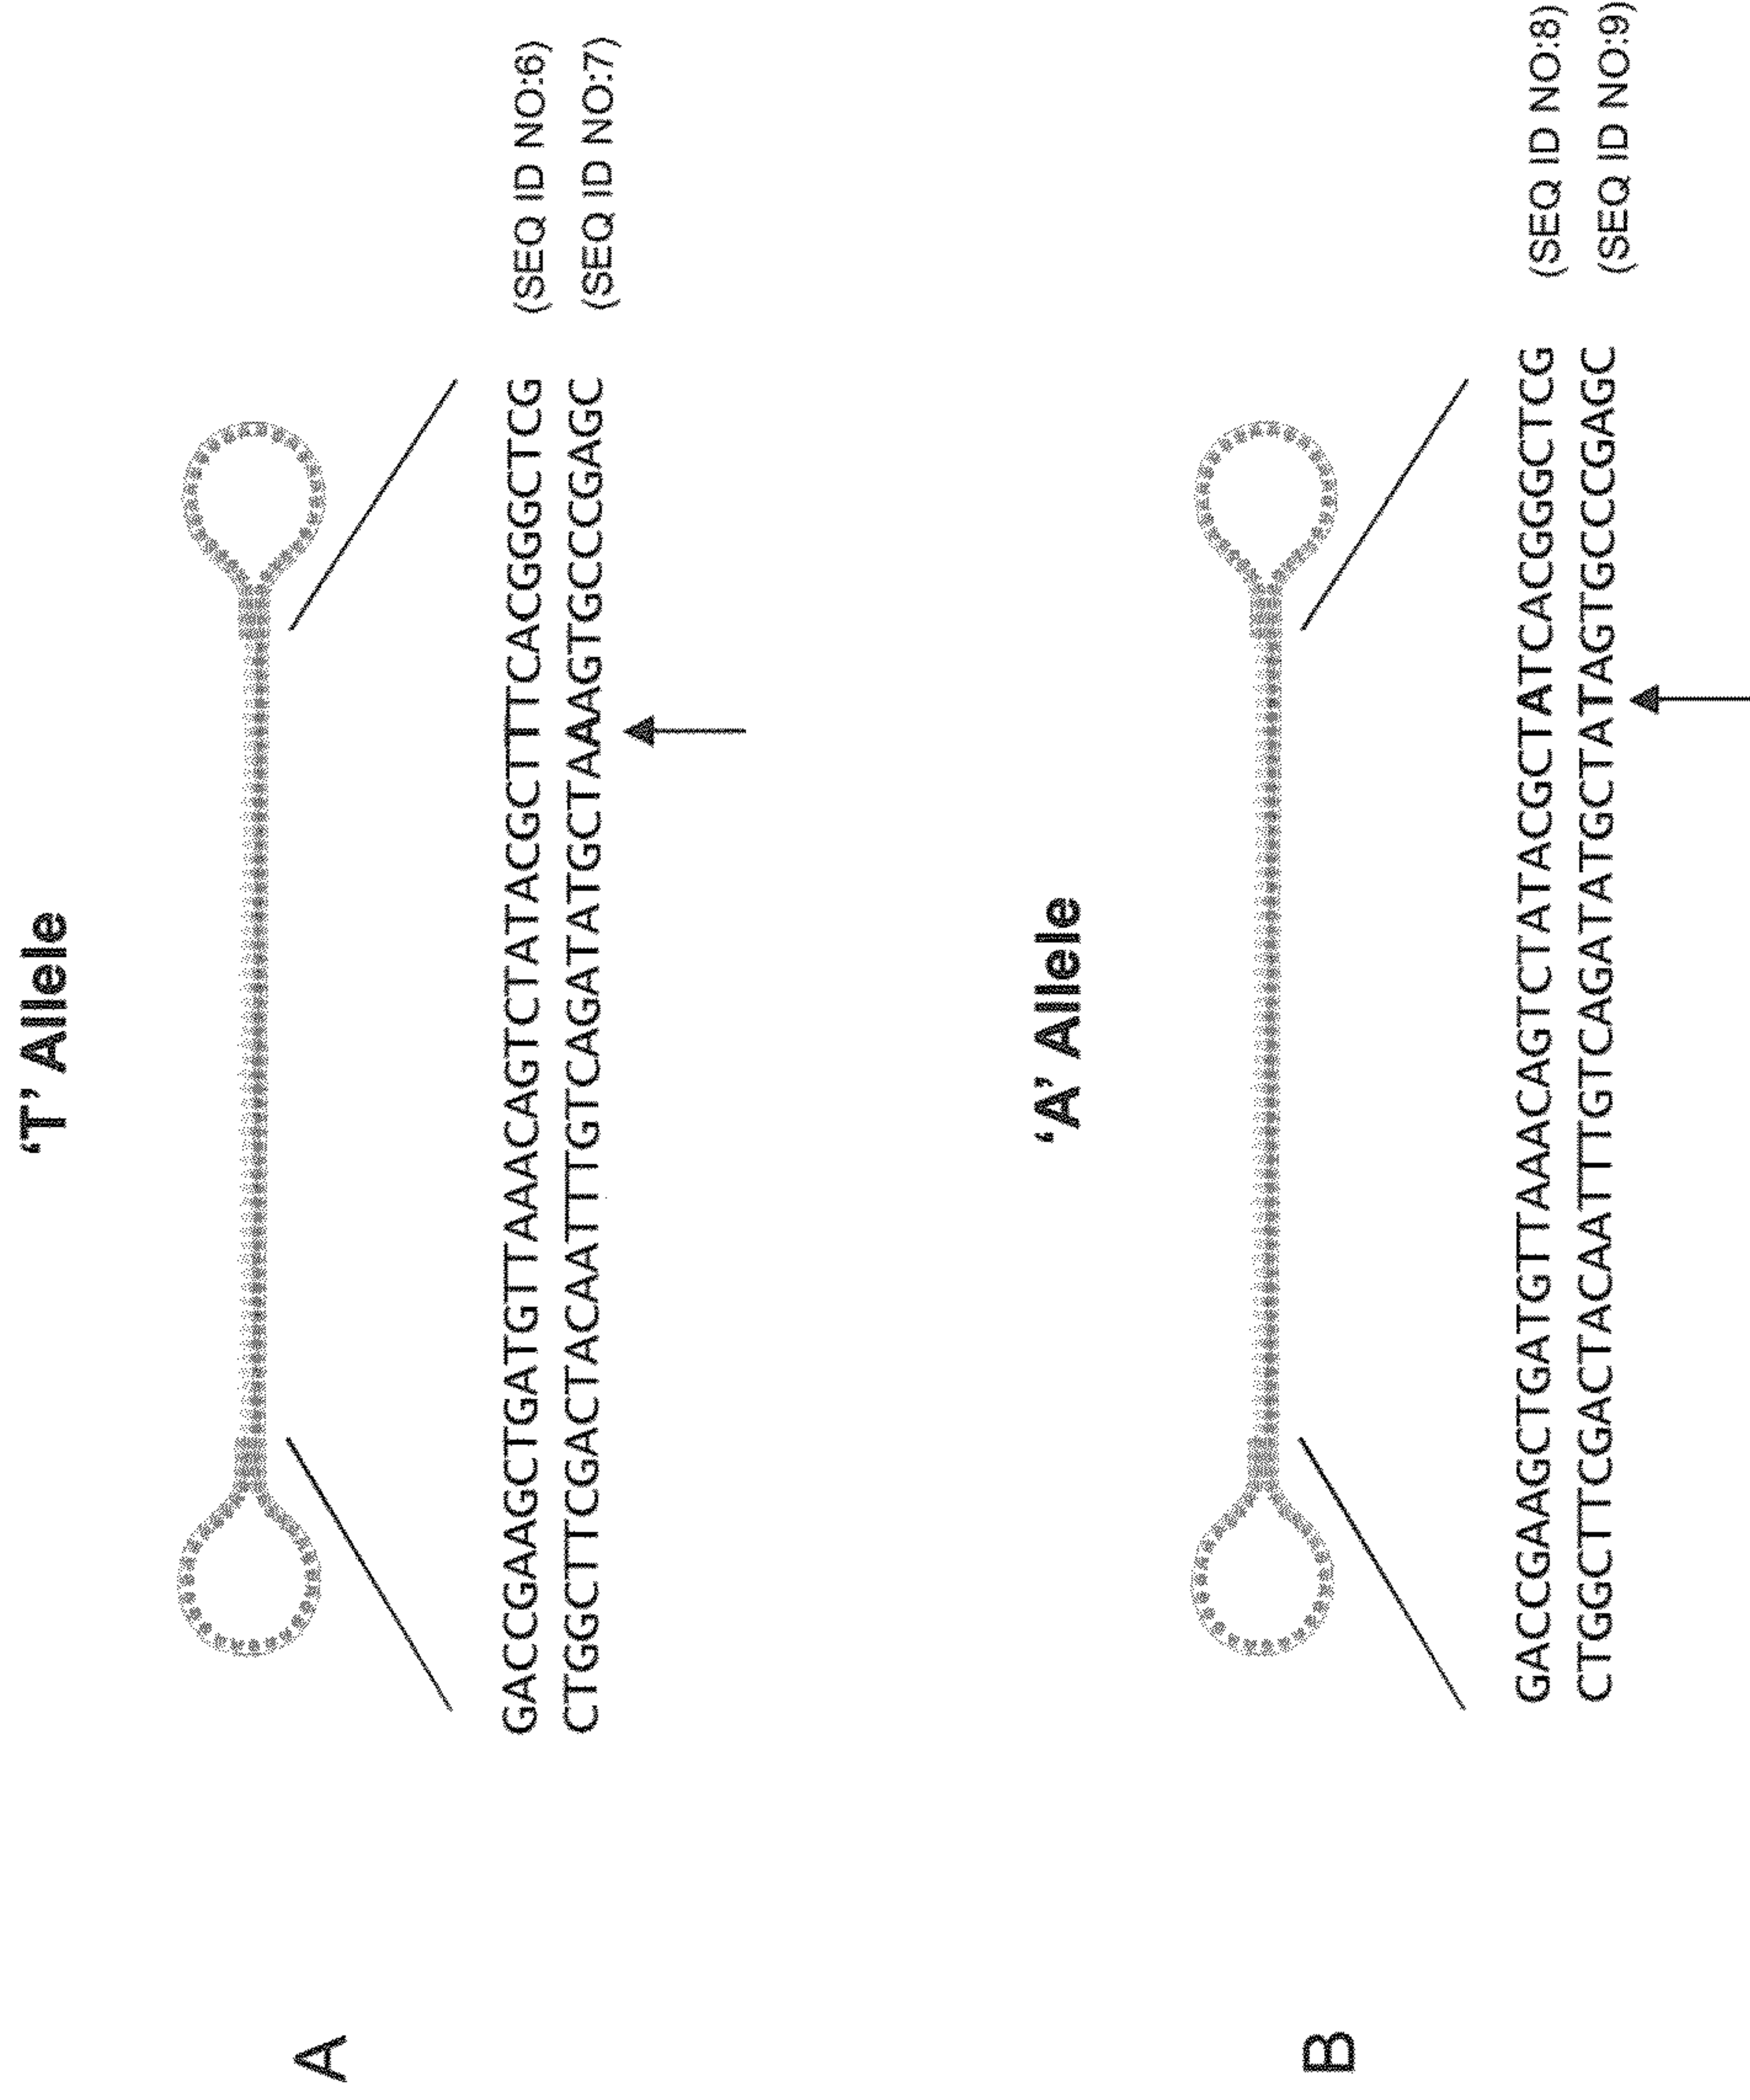 'T' Allele
A
GACCGAAGCTGATGTTAAACAGTCTATACGCTTTCACGGGCTCG (SEQ ID NO:6)
CTGGCTTCGACTACAATTTGTCAGATATGCTAAAGTGCCCGAGC (SEQ ID NO:7)
'A' Allele
B
GACCGAAGCTGATGTTAAACAGTCTATACGCTATCACGGGCTCG (SEQ ID NO:8)
CTGGCTTCGACTACAATTTGTCAGATATGCTATAGTGCCCGAGC (SEQ ID NO:9)